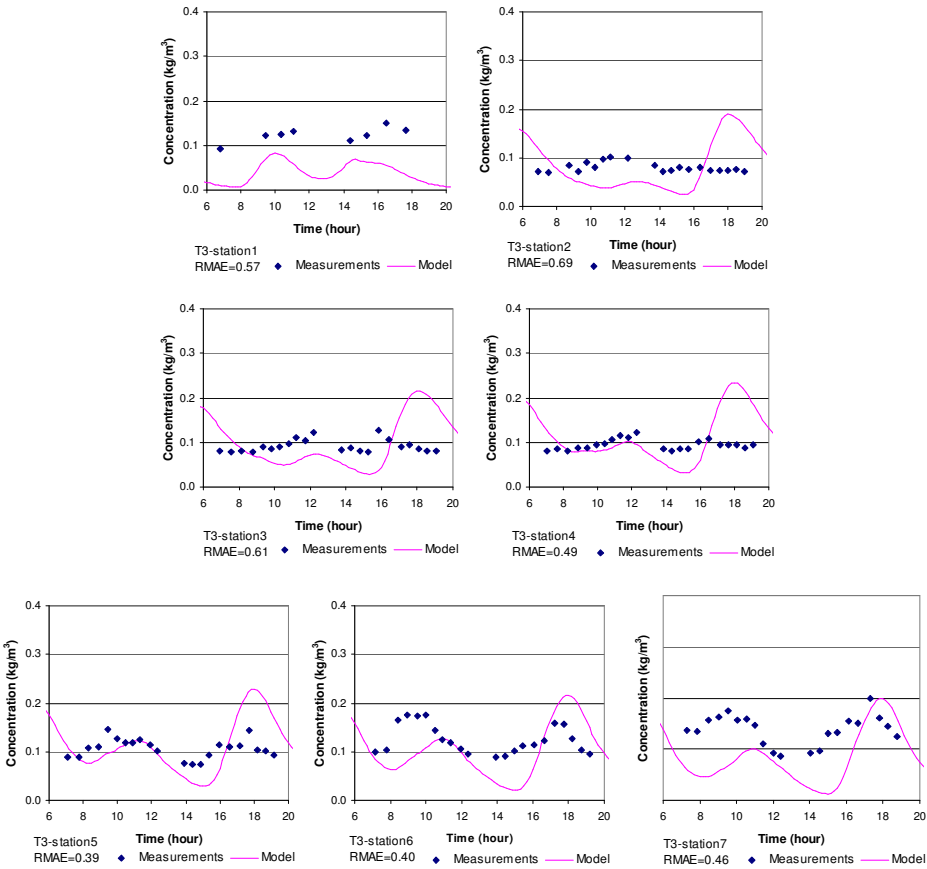 Concentration (kg/m³)
0.4
0.3
0.2
0.1
0.0
6 8 10 12 14 16 18 20
Time (hour)
T3-station1
RMAE=0.57 Measurements Model
Concentration (kg/m³)
0.4
0.3
0.2
0.1
0.0
6 8 10 12 14 16 18 20
Time (hour)
T3-station2
RMAE=0.69 Measurements Model
Concentration (kg/m³)
0.4
0.3
0.2
0.1
0.0
6 8 10 12 14 16 18 20
Time (hour)
T3-station3
RMAE=0.61 Measurements Model
Concentration (kg/m³)
0.4
0.3
0.2
0.1
0.0
6 8 10 12 14 16 18 20
Time (hour)
T3-station4
RMAE=0.49 Measurements Model
Concentration (kg/m³)
0.4
0.3
0.2
0.1
0.0
6 8 10 12 14 16 18 20
Time (hour)
T3-station5
RMAE=0.39 Measurements Model
Concentration (kg/m³)
0.4
0.3
0.2
0.1
0.0
6 8 10 12 14 16 18 20
Time (hour)
T3-station6
RMAE=0.40 Measurements Model
Concentration (kg/m³)
6 8 10 12 14 16 18 20
Time (hour)
T3-station7
RMAE=0.46 Measurements Model